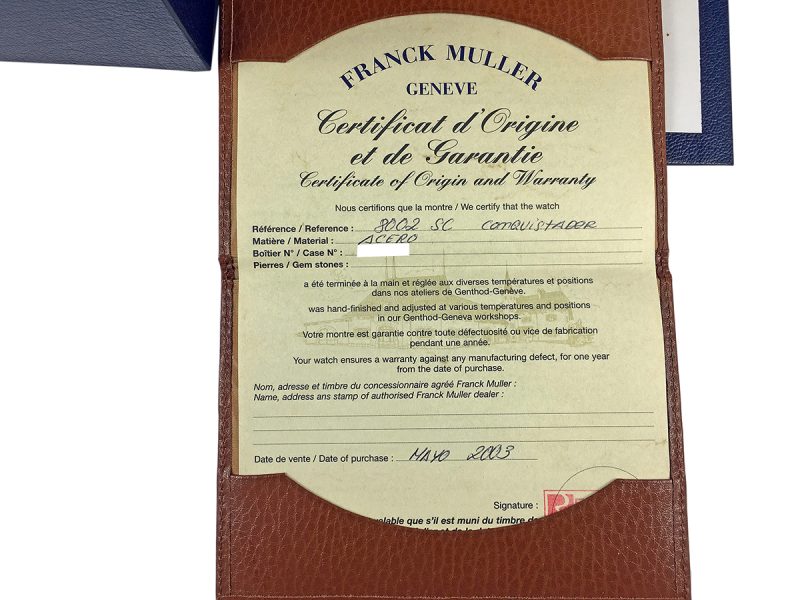 FRANCK MULLER
GENEVE
Certificat d'Origine
et de Garantie
Certificate of Origin and Warranty
Nous certifions que la montre / We certify that the watch
Référence / Reference : 8002 SC CONQUISTADOR
Matière / Material : ACERO
Boîtier N° / Case N° :
Pierres / Gem stones :
a été terminée à la main et réglée aux diverses températures et positions
dans nos ateliers de Genthod-Genève.
was hand-finished and adjusted at various temperatures and positions
in our Genthod-Geneva workshops.
Votre montre est garantie contre toute défectuosité ou vice de fabrication
pendant une année.
Your watch ensures a warranty against any manufacturing defect, for one year
from the date of purchase.
Nom, adresse et timbre du concessionaire agréé Franck Muller :
Name, address ans stamp of authorised Franck Muller dealer :
Date de vente / Date of purchase : MAYO 2003
Signature :
valable que s'il est muni du timbre de